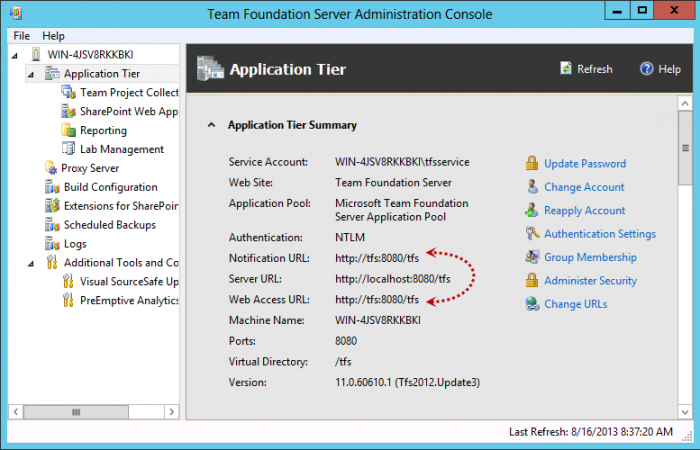 Team Foundation Server Administration Console
File Help
WIN-4JSV8RKKBKI
Application Tier
Team Project Collect
SharePoint Web App
Reporting
Lab Management
Proxy Server
Build Configuration
Extensions for SharePoin
Scheduled Backups
Logs
Additional Tools and Co
Visual SourceSafe Up
PreEmptive Analytics
Application Tier
Refresh
Help
Application Tier Summary
Service Account: WIN-4JSV8RKKBKI\tfsservice
Web Site: Team Foundation Server
Application Pool: Microsoft Team Foundation
Server Application Pool
Authentication: NTLM
Notification URL: http://tfs:8080/tfs
Server URL: http://localhost:8080/tfs
Web Access URL: http://tfs:8080/tfs
Machine Name: WIN-4JSV8RKKBKI
Ports: 8080
Virtual Directory: /tfs
Version: 11.0.60610.1 (Tfs2012.Update3)
Update Password
Change Account
Reapply Account
Authentication Settings
Group Membership
Administer Security
Change URLs
Last Refresh: 8/16/2013 8:37:20 AM